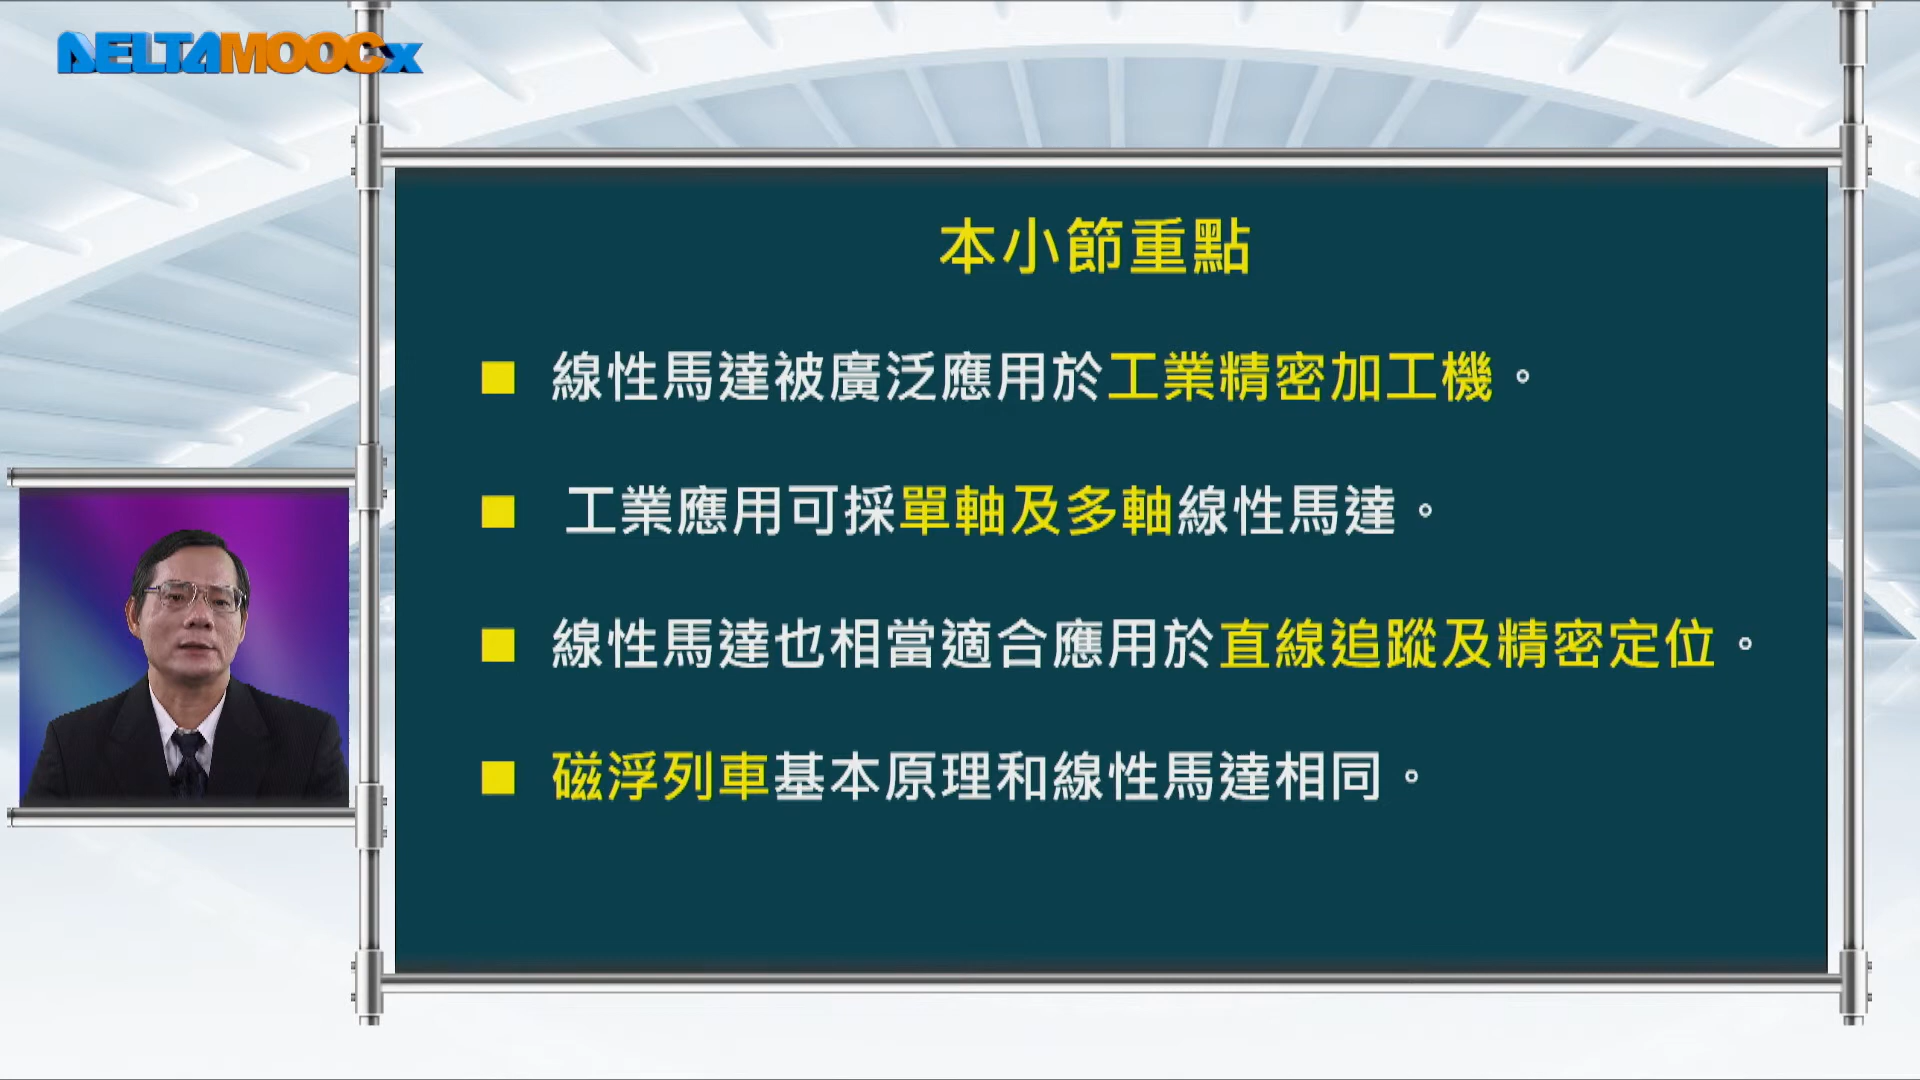 DELTAMOOCx
本小節重點
線性馬達被廣泛應用於工業精密加工機。
工業應用可採單軸及多軸線性馬達。
線性馬達也相當適合應用於直線追蹤及精密定位。
磁浮列車基本原理和線性馬達相同。